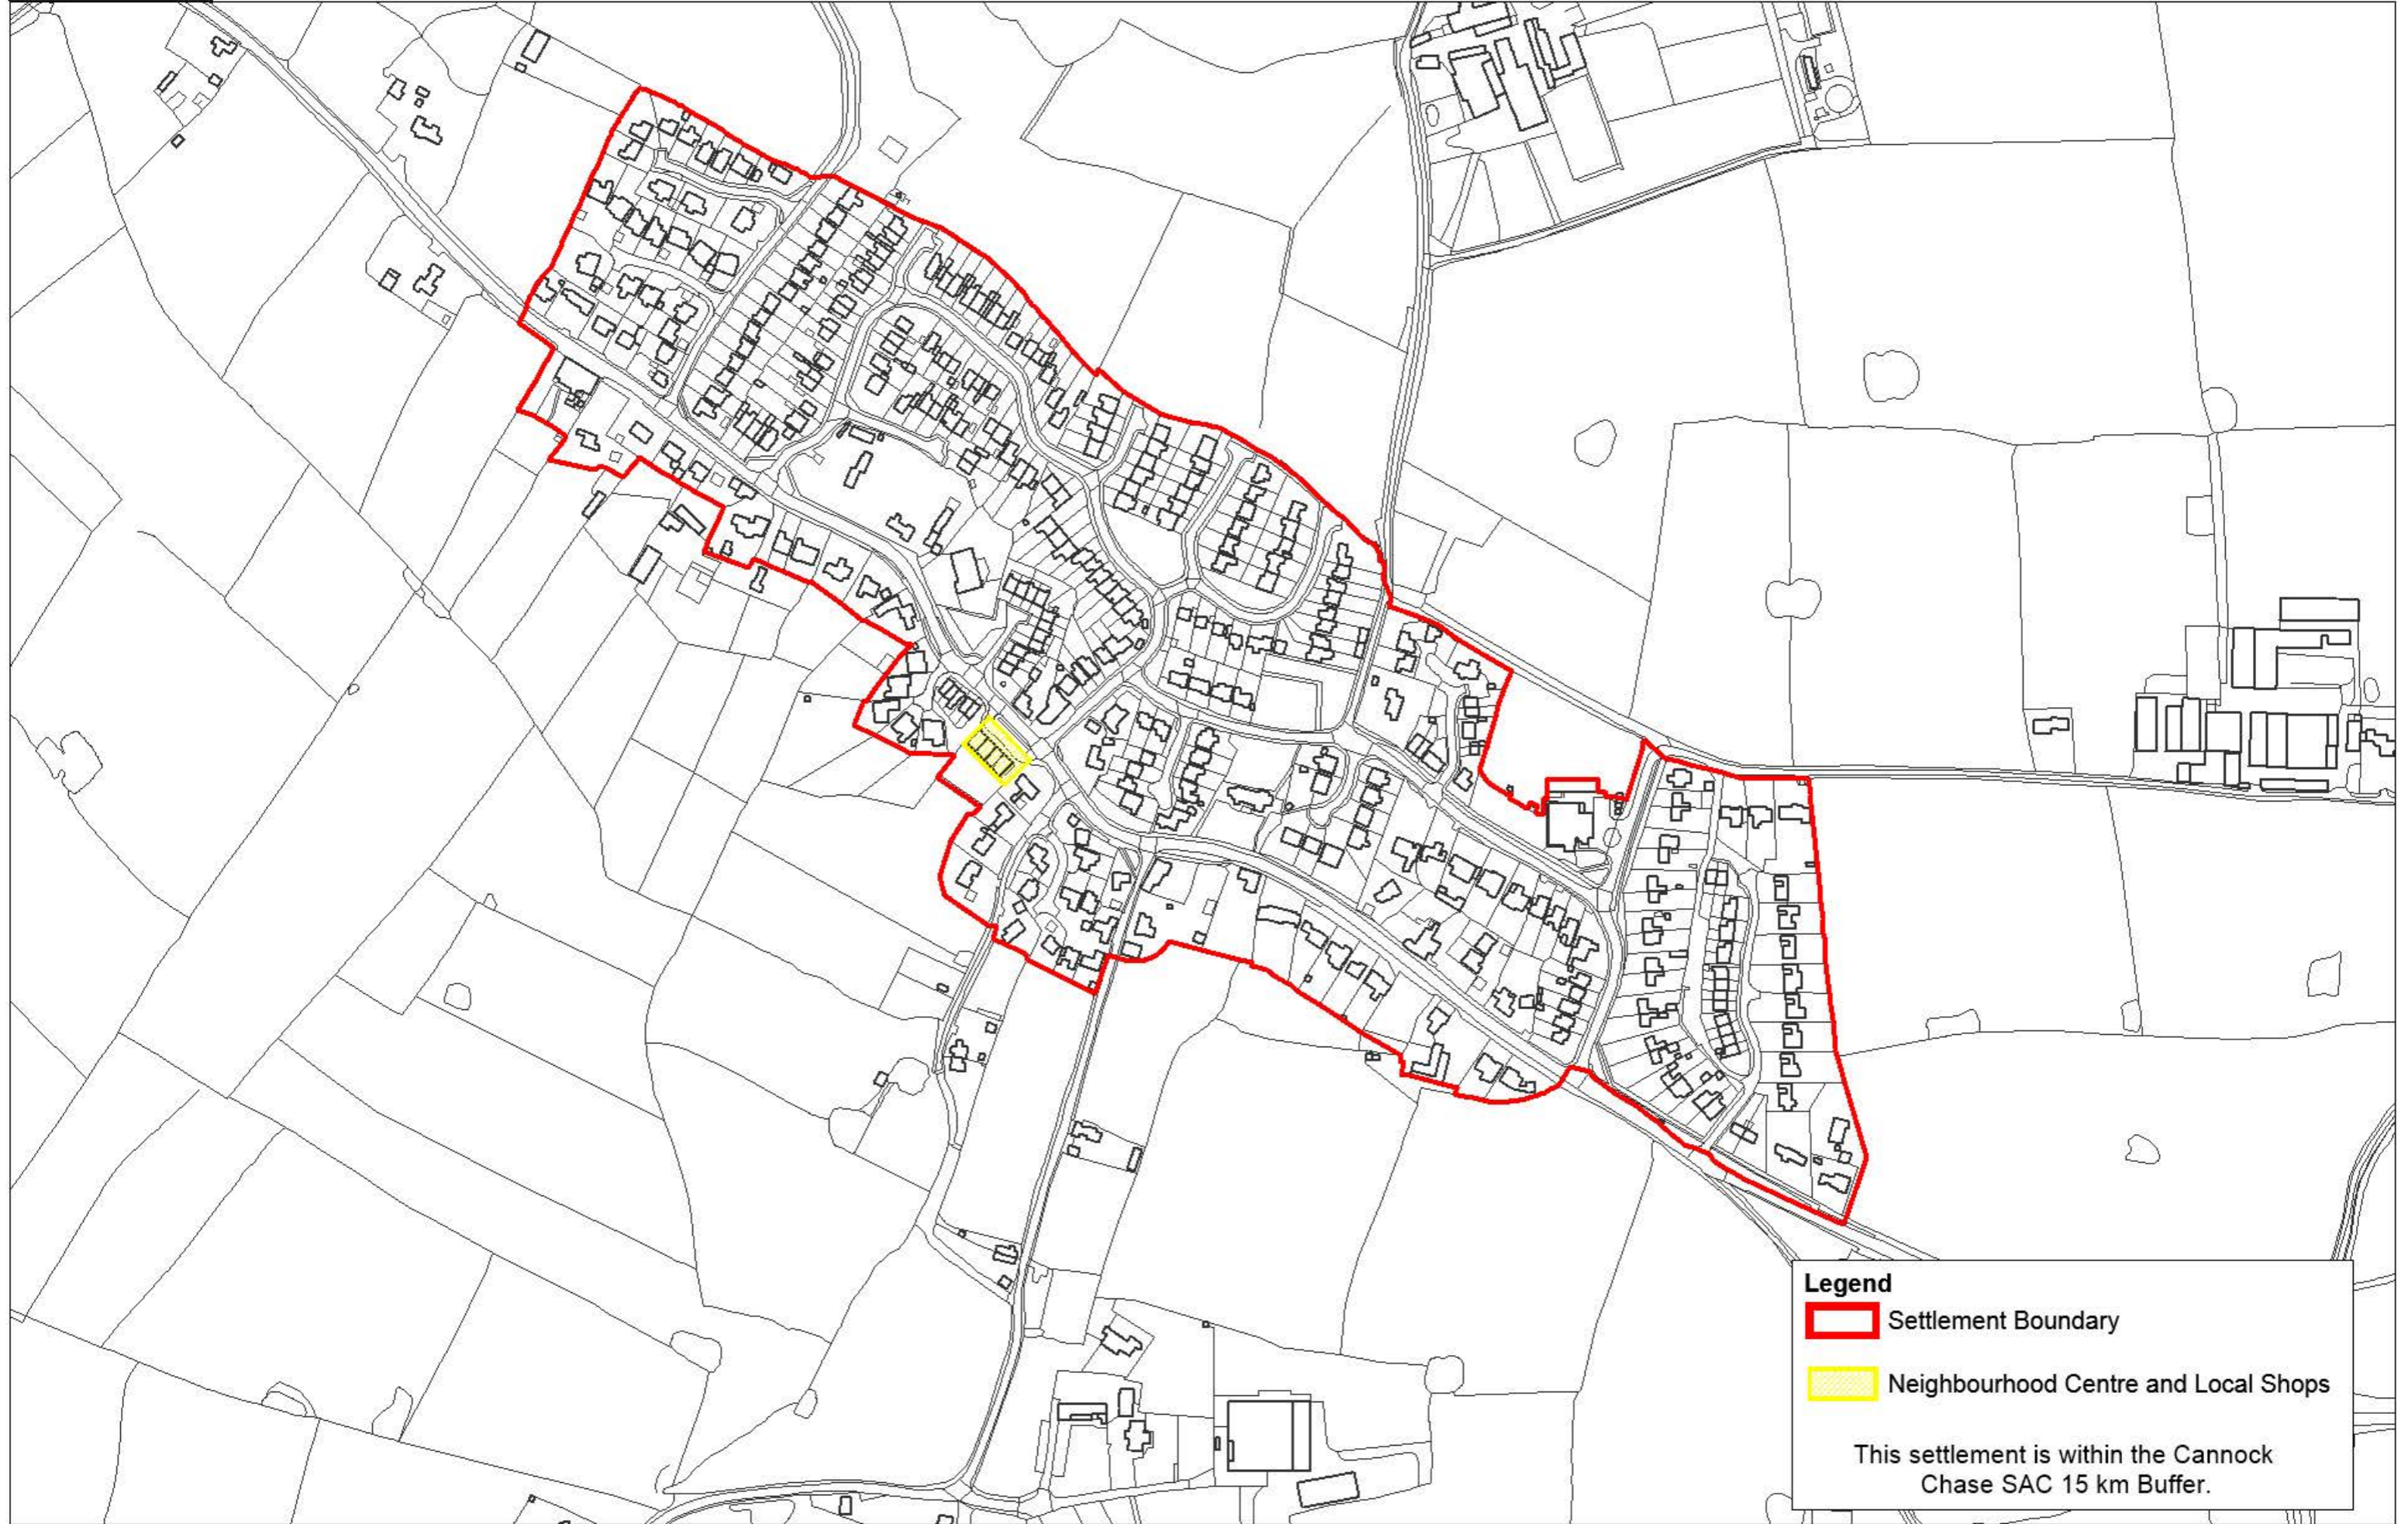 Legend
Settlement Boundary
Neighbourhood Centre and Local Shops
This settlement is within the Cannock
Chase SAC 15 km Buffer.